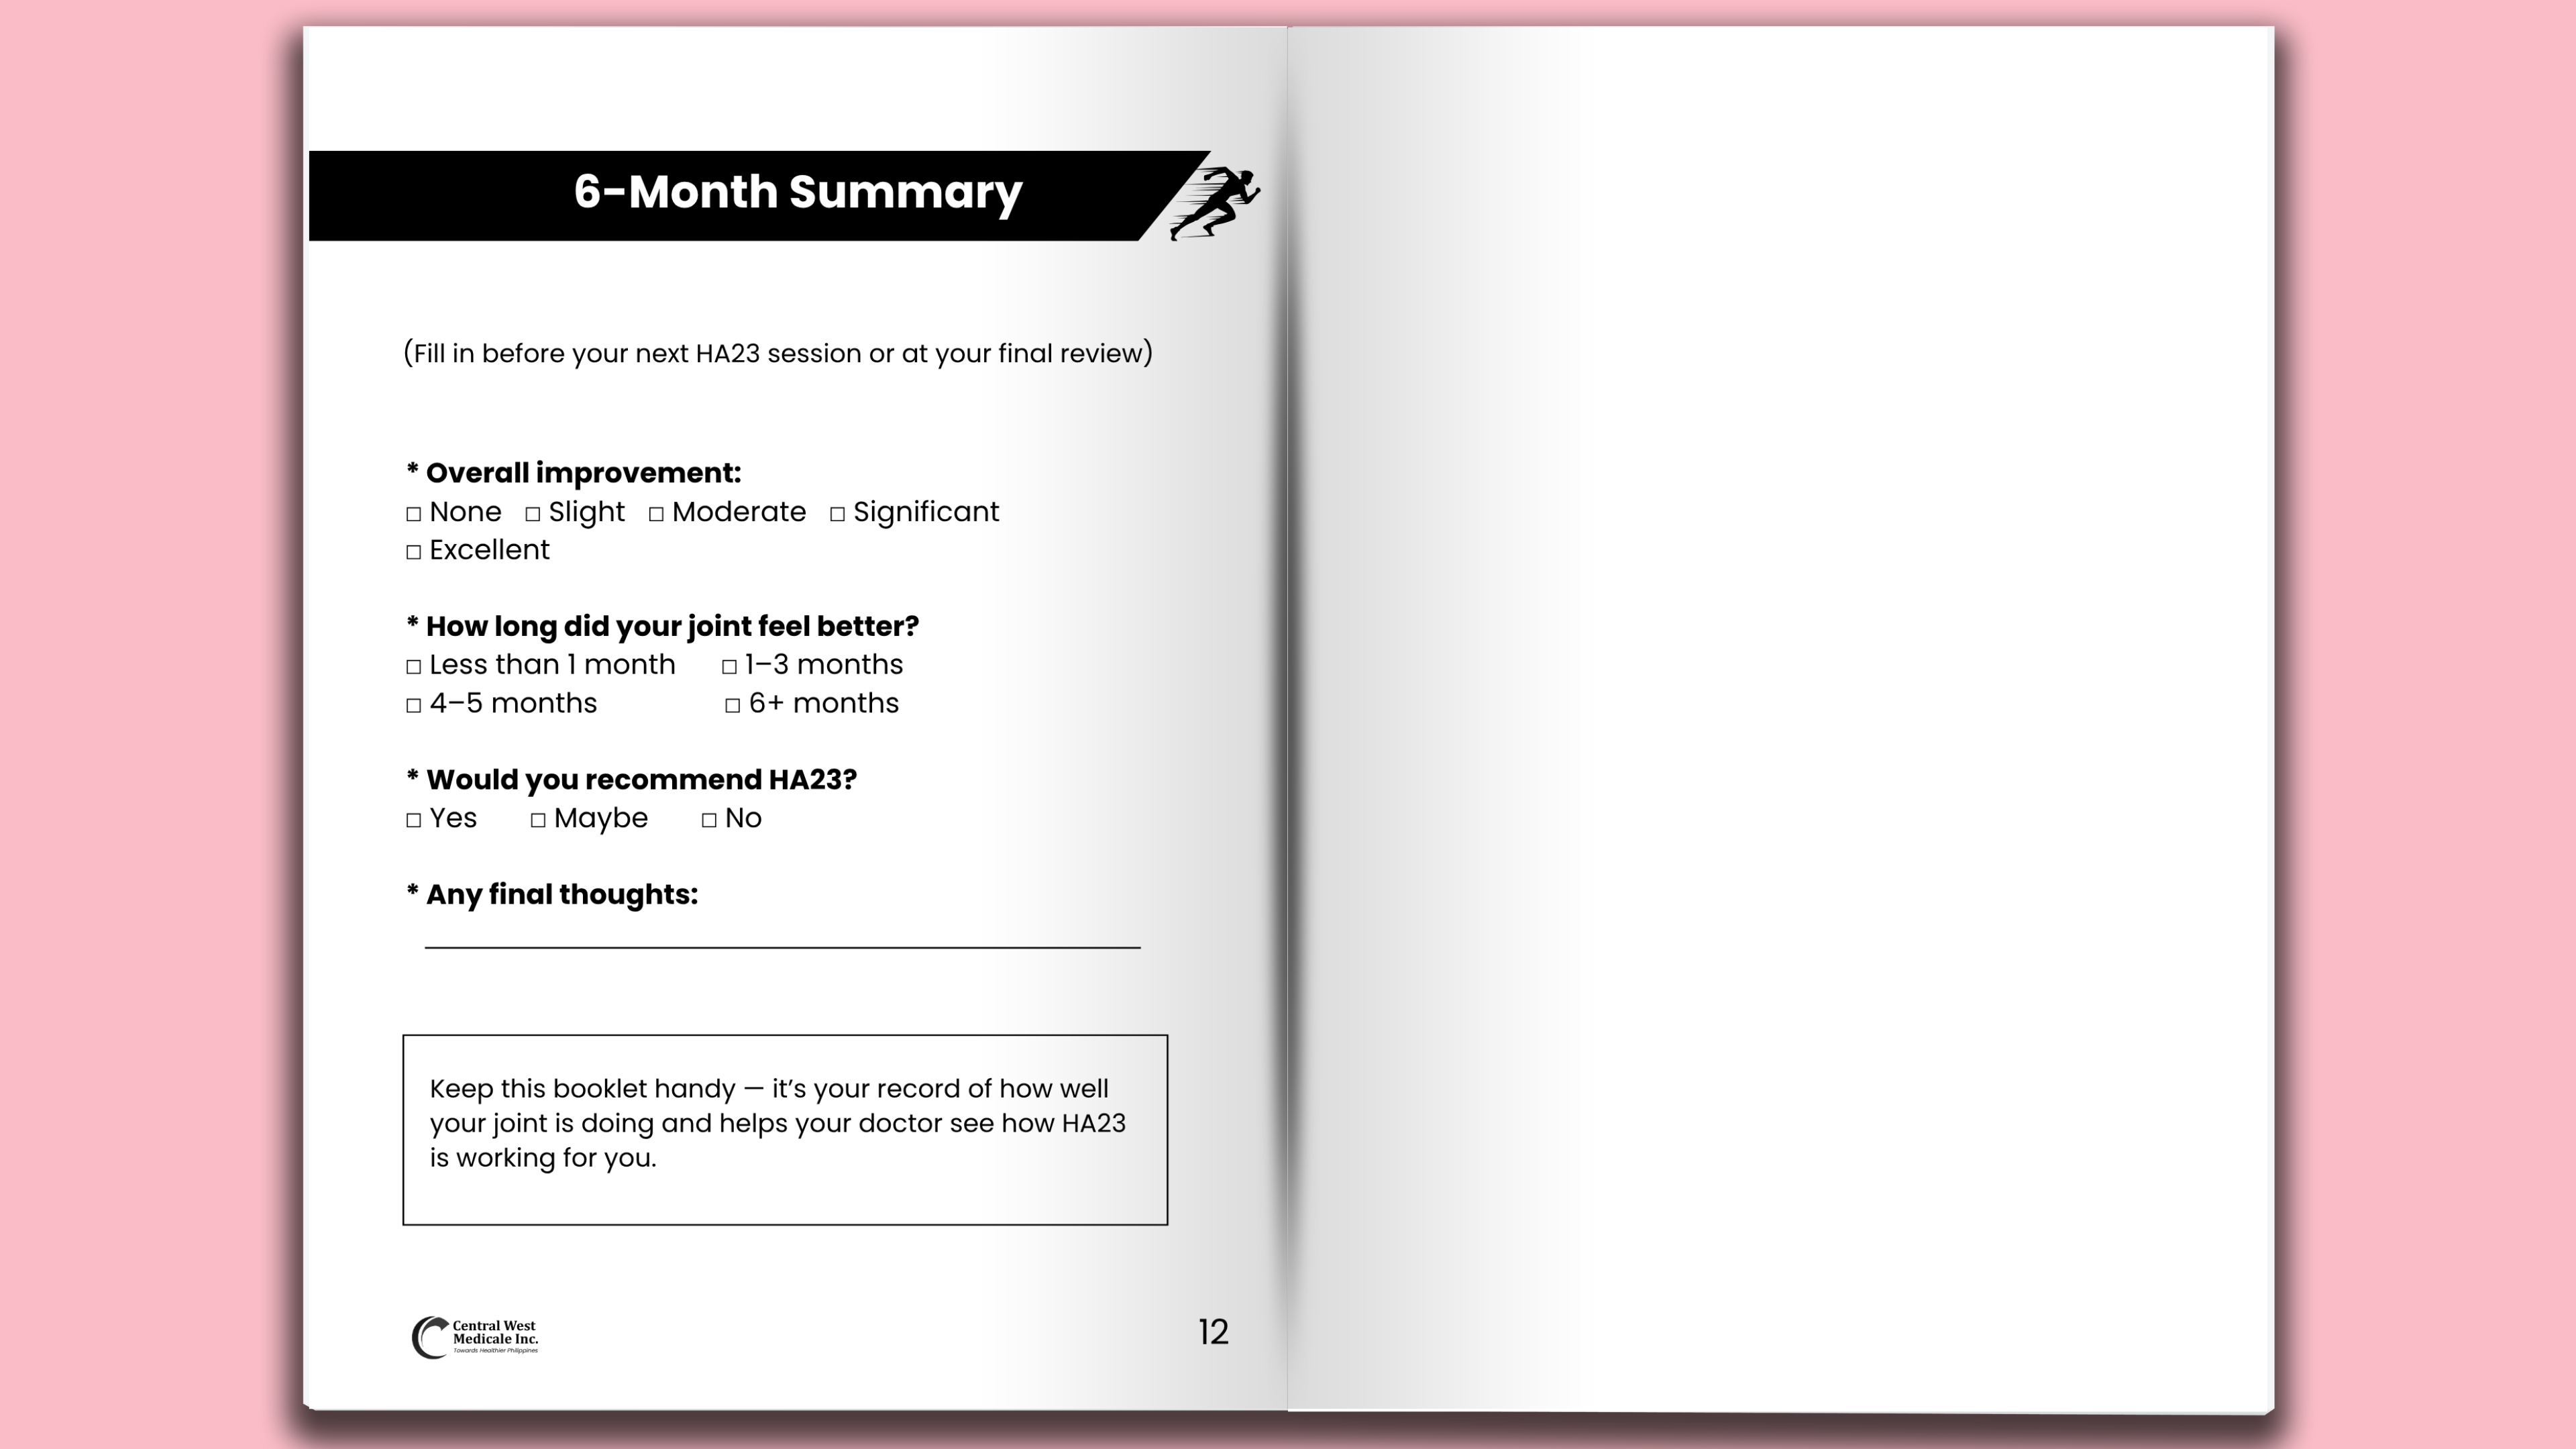 6-Month Summary
(Fill in before your next HA23 session or at your final review)
* Overall improvement:
□ None □ Slight □ Moderate □ Significant
□ Excellent
* How long did your joint feel better?
□ Less than 1 month □ 1–3 months
□ 4–5 months □ 6+ months
* Would you recommend HA23?
□ Yes □ Maybe □ No
* Any final thoughts:
Keep this booklet handy — it’s your record of how well
your joint is doing and helps your doctor see how HA23
is working for you.
Central West
Medicale Inc.
Towards Healthier Philippines
12